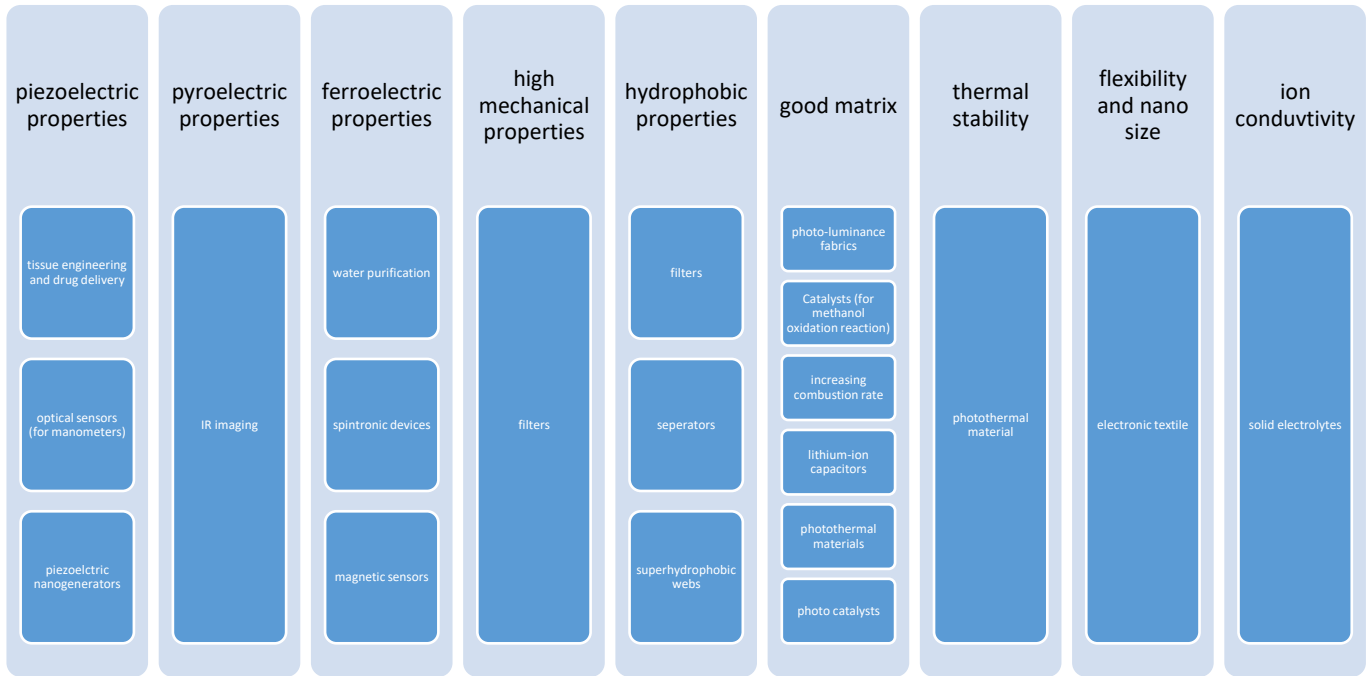 piezoelectric
properties
tissue engineering
and drug delivery
optical sensors
(for manometers)
piezoelctric
nanogenerators
pyroelectric
properties
IR imaging
ferroelectric
properties
water purification
spintronic devices
magnetic sensors
high
mechanical
properties
filters
hydrophobic
properties
filters
seperators
superhydrophobic
webs
good matrix
photo-luminance
fabrics
Catalysts (for
methanol
oxidation reaction)
increasing
combustion rate
lithium-ion
capacitors
photothermal
materials
photo catalysts
thermal
stability
photothermal
material
flexibility
and nano
size
electronic textile
ion
conduvtivity
solid electrolytes